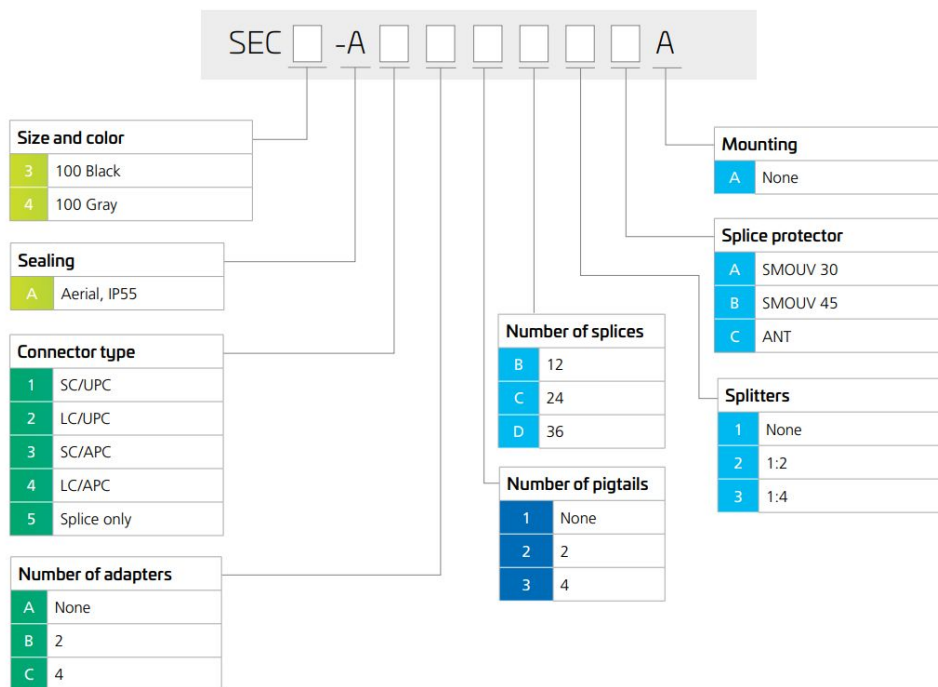 SEC -A A
Size and color
3 100 Black
4 100 Gray
Sealing
A Aerial, IP55
Connector type
1 SC/UPC
2 LC/UPC
3 SC/APC
4 LC/APC
5 Splice only
Number of adapters
A None
B 2
C 4
Number of splices
B 12
C 24
D 36
Number of pigtails
1 None
2 2
3 4
Mounting
A None
Splice protector
A SMOUV 30
B SMOUV 45
C ANT
Splitters
1 None
2 1:2
3 1:4